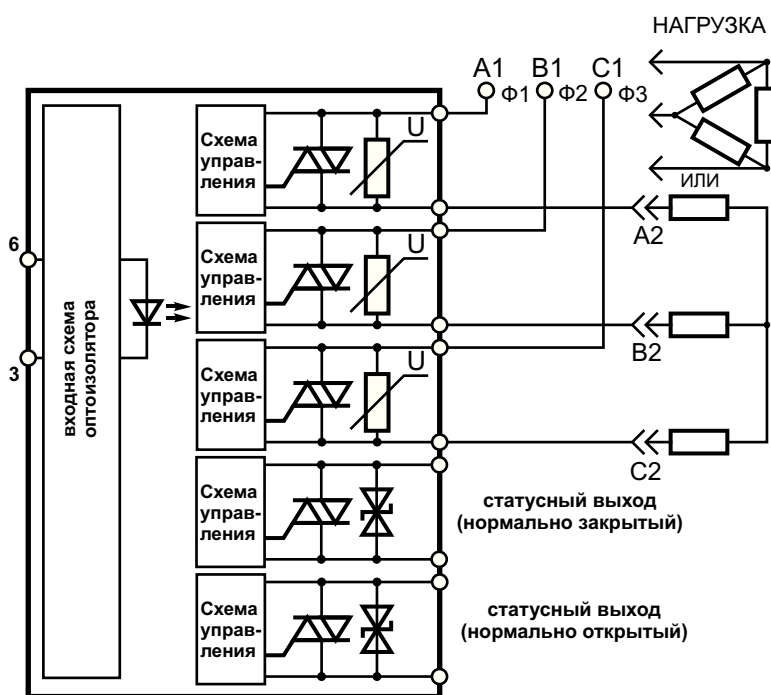 НАГРУЗКА
A1 B1 C1
Ф1 Ф2 Ф3
Схема
управ-
ления
U
ИЛИ
A2
6
Схема
управ-
ления
U
входная схема
оптоизолятора
B2
3
Схема
управ-
ления
U
C2
Схема
управ-
ления
статусный выход
(нормально закрытый)
Схема
управ-
ления
статусный выход
(нормально открытый)